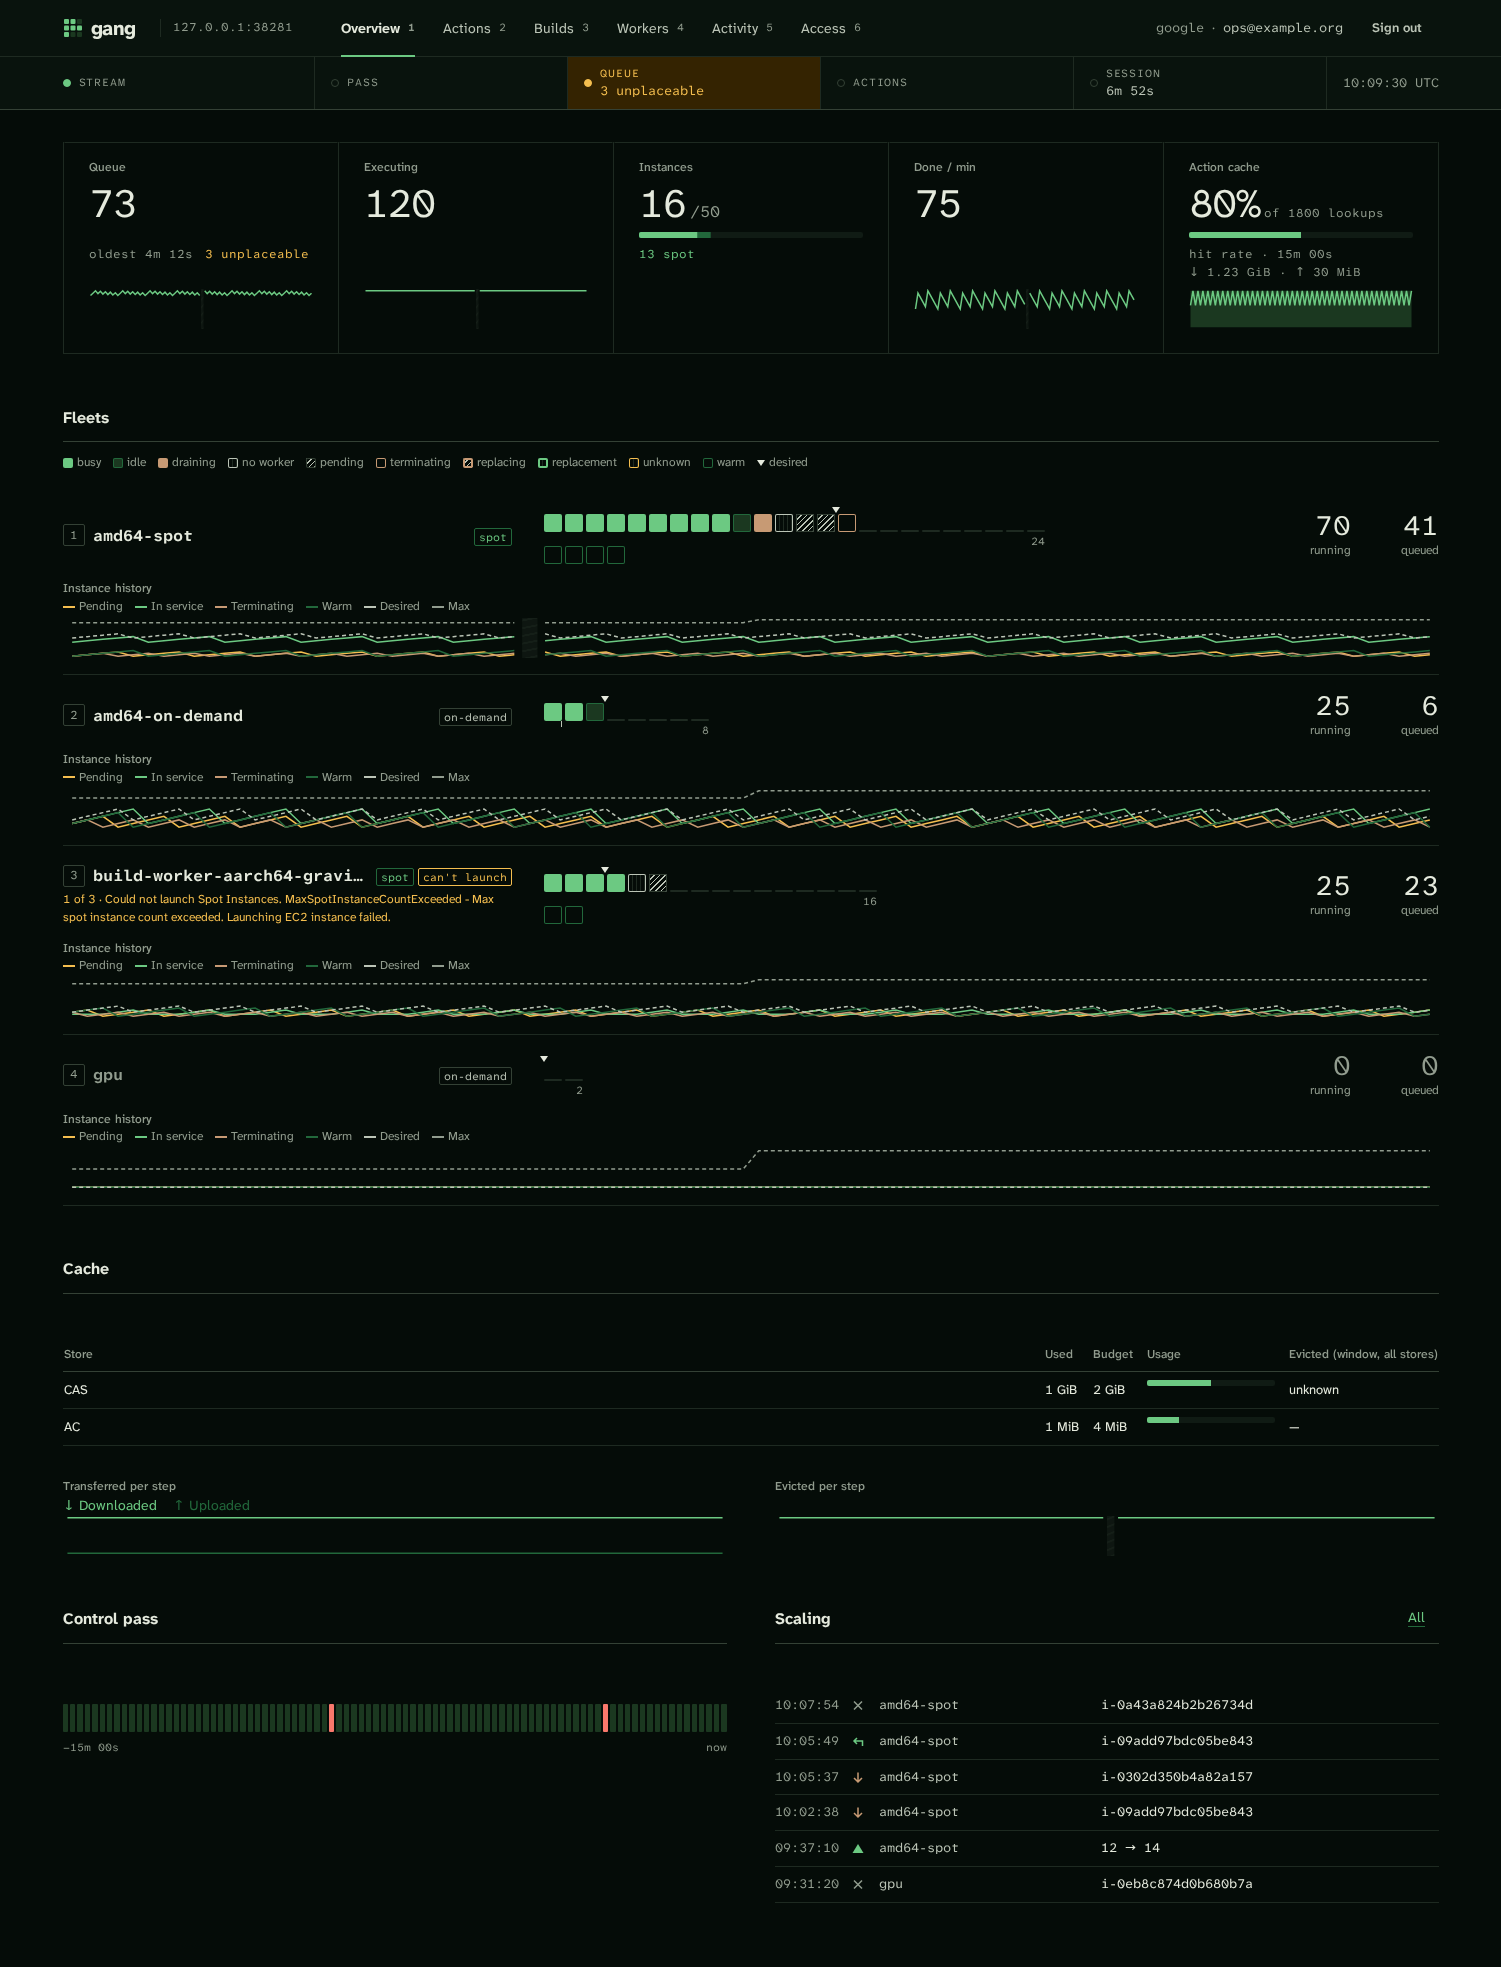 gang 127.0.0.1:38281 Overview 1 Actions 2 Builds 3 Workers 4 Activity 5 Access 6 google · ops@example.org Sign out
STREAM PASS QUEUE 3 unplaceable ACTIONS SESSION 6m 52s 10:09:30 UTC
Queue Executing Instances Done / min Action cache
73 120 16 /50 75 80% of 1800 lookups
oldest 4m 12s 3 unplaceable 13 spot hit rate · 15m 00s
↓ 1.23 GiB · ↑ 30 MiB
Fleets
busy idle draining no worker pending terminating replacing replacement unknown warm desired
1 amd64-spot spot 24 70 running 41 queued
Instance history
Pending In service Terminating Warm Desired Max
2 amd64-on-demand on-demand 8 25 running 6 queued
Instance history
Pending In service Terminating Warm Desired Max
3 build-worker-aarch64-gravi… spot can't launch 16 25 running 23 queued
1 of 3 · Could not launch Spot Instances. MaxSpotInstanceCountExceeded - Max
spot instance count exceeded. Launching EC2 instance failed.
Instance history
Pending In service Terminating Warm Desired Max
4 gpu on-demand 2 0 running 0 queued
Instance history
Pending In service Terminating Warm Desired Max
Cache
Store Used Budget Usage Evicted (window, all stores)
CAS 1 GiB 2 GiB unknown
AC 1 MiB 4 MiB —
Transferred per step Evicted per step
↓ Downloaded ↑ Uploaded
Control pass Scaling All
−15m 00s now
10:07:54 × amd64-spot i-0a43a824b2b26734d
10:05:49 ↰ amd64-spot i-09add97bdc05be843
10:05:37 ↓ amd64-spot i-0302d350b4a82a157
10:02:38 ↓ amd64-spot i-09add97bdc05be843
09:37:10 ▲ amd64-spot 12 → 14
09:31:20 × gpu i-0eb8c874d0b680b7a